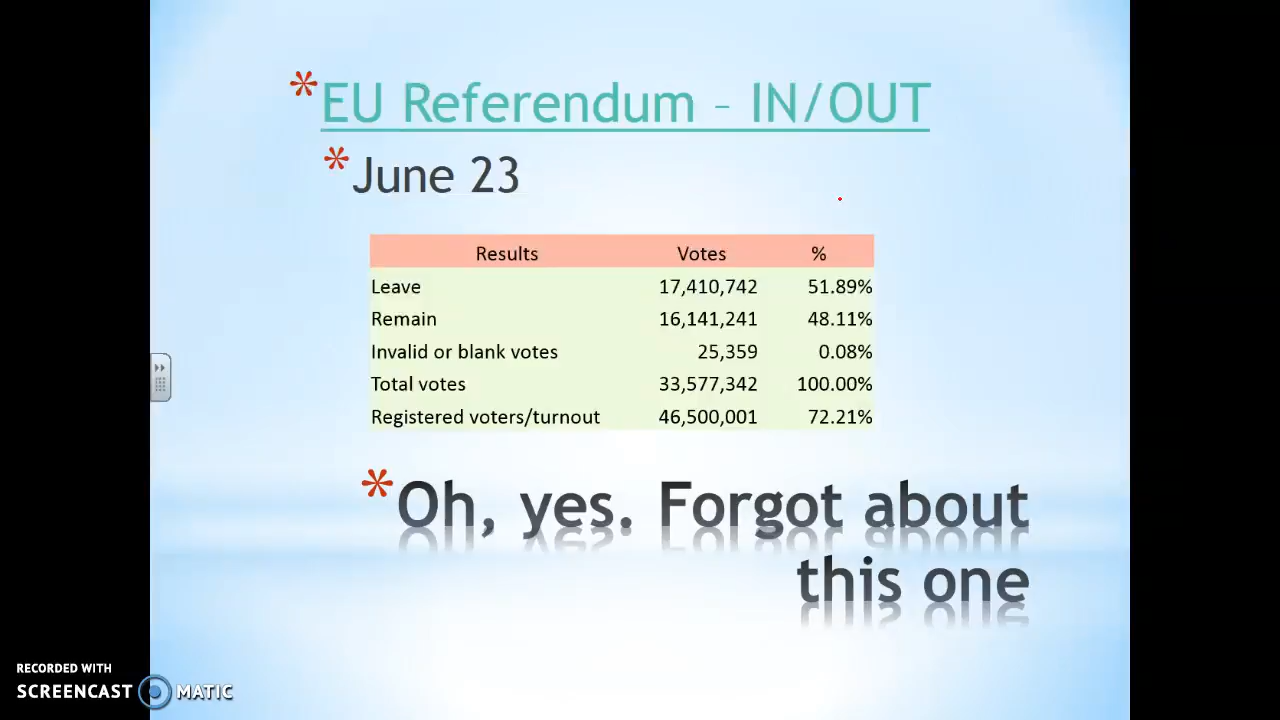 * EU Referendum – IN/OUT
* June 23
Results Votes %
Leave 17,410,742 51.89%
Remain 16,141,241 48.11%
Invalid or blank votes 25,359 0.08%
Total votes 33,577,342 100.00%
Registered voters/turnout 46,500,001 72.21%
* Oh, yes. Forgot about
this one
RECORDED WITH
SCREENCAST MATIC